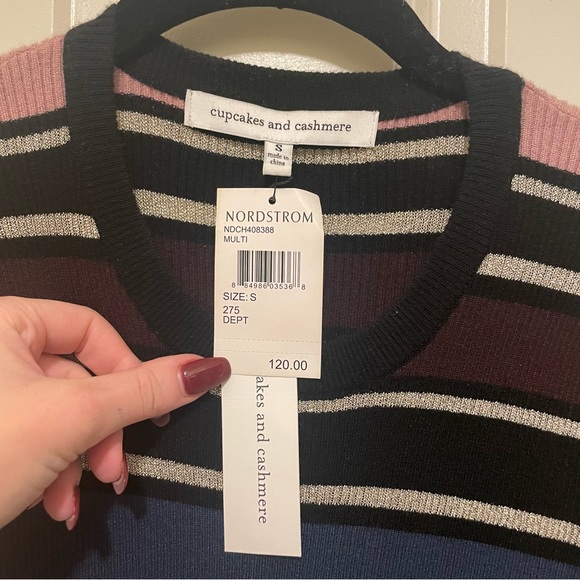 cupcakes and cashmere
S
made in
china
NORDSTROM
NDCH408388
MULTI
8 84986 03536 8
SIZE: S
275
DEPT
120.00
akes and cashmere